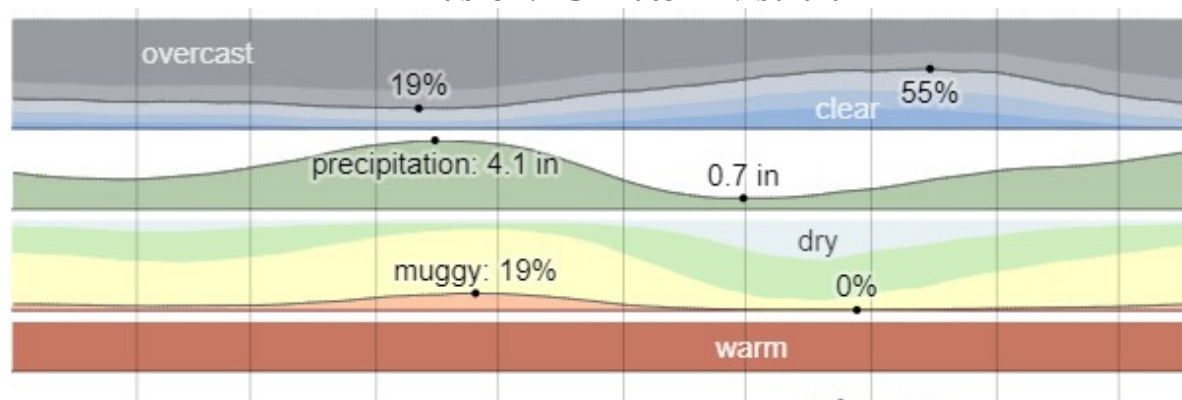 overcast
19%
55%
clear
precipitation: 4.1 in
0.7 in
dry
muggy: 19%
0%
warm